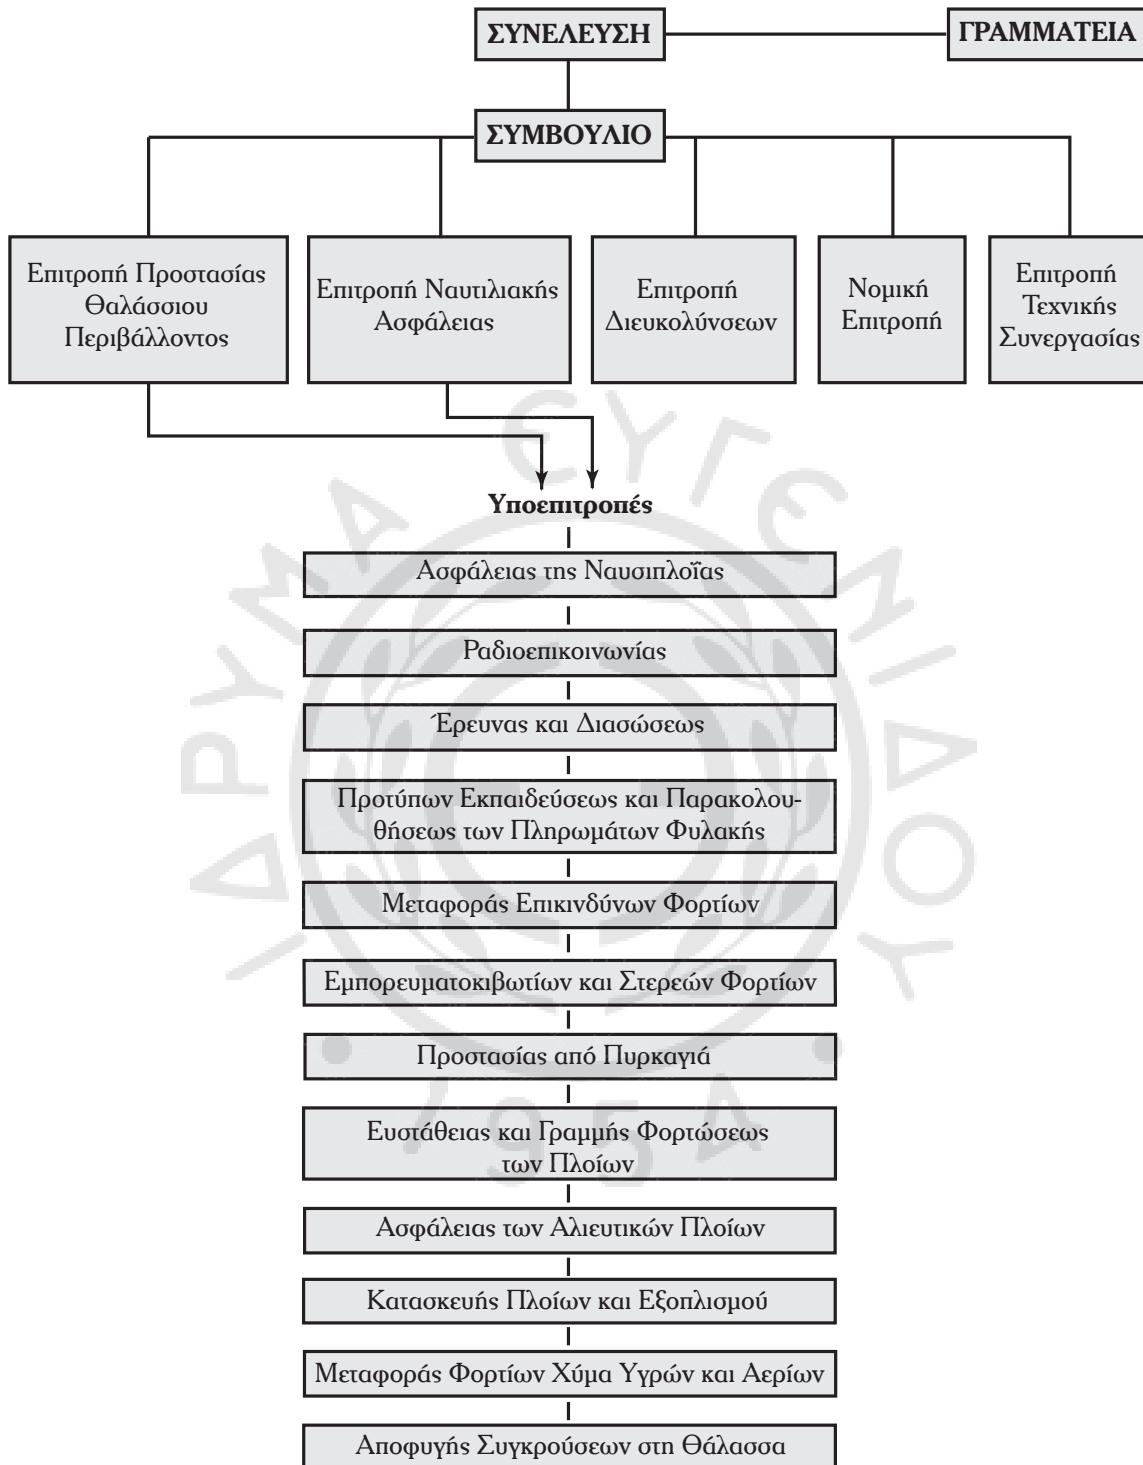 ΣΥΝΕΛΕΥΣΗ
ΓΡΑΜΜΑΤΕΙΑ
ΣΥΜΒΟΥΛΙΟ
Επιτροπή Προστασίας
Θαλάσσιου
Περιβάλλοντος
Επιτροπή Ναυτιλιακής
Ασφάλειας
Επιτροπή
Διευκολύνσεων
Νομική
Επιτροπή
Επιτροπή
Τεχνικής
Συνεργασίας
Υποεπιτροπές
Ασφάλειας της Ναυσιπλοΐας
Ραδιοεπικοινωνίας
Έρευνας και Διασώσεως
Προτύπων Εκπαιδεύσεως και Παρακολου-
θήσεως των Πληρωμάτων Φυλακής
Μεταφοράς Επικινδύνων Φορτίων
Εμπορευματοκιβωτίων και Στερεών Φορτίων
Προστασίας από Πυρκαγιά
Ευστάθειας και Γραμμής Φορτώσεως
των Πλοίων
Ασφάλειας των Αλιευτικών Πλοίων
Κατασκευής Πλοίων και Εξοπλισμού
Μεταφοράς Φορτίων Χύμα Υγρών και Αερίων
Αποφυγής Συγκρούσεων στη Θάλασσα
ΙΔΡΥΜΑ ΕΥΓΕΝΙΔΟΥ
1954